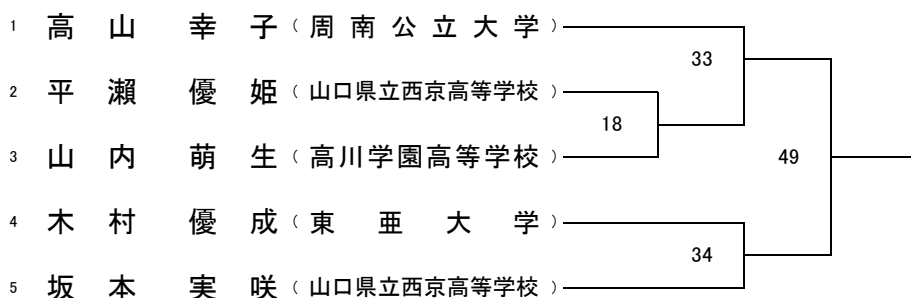 1 高山 幸子 (周南公立大学)
33
2 平瀨 優姫 (山口県立西京高等学校)
18
3 山内 萌生 (高川学園高等学校)
49
4 木村 優成 (東亜大学)
34
5 坂本 実咲 (山口県立西京高等学校)